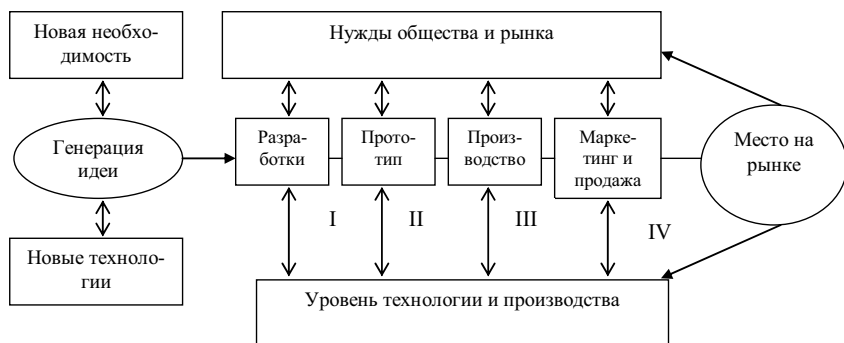 Новая необхо-
димость
Нужды общества и рынка
Генерация
идеи
Разра-
ботки
Прото-
тип
Произ-
водство
Марке-
тинг и
продажа
Место на
рынке
I
II
III
IV
Новые техноло-
гии
Уровень технологии и производства